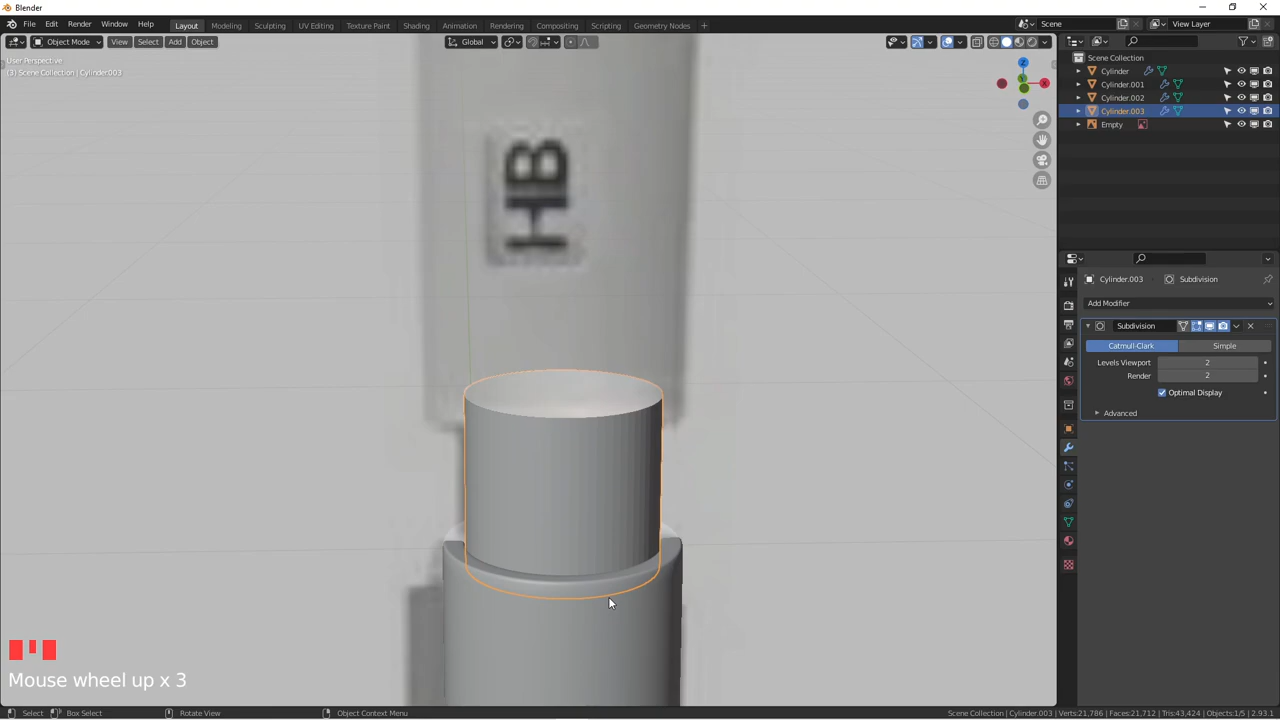 Blender
File Edit Render Window Help
Layout Modeling Sculpting UV Editing Texture Paint Shading Animation Rendering Compositing Scripting Geometry Nodes +
Scene
View Layer
Object Mode View Select Add Object
Global
User Perspective
(3) Scene Collection | Cylinder.003
Z
X
Y
Scene Collection
Cylinder
Cylinder.001
Cylinder.002
Cylinder.003
Empty
HB
Cylinder.003 Subdivision
Add Modifier
Subdivision
Catmull-Clark Simple
Levels Viewport 2
Render 2
Optimal Display
Advanced
Mouse wheel up x 3
Select Box Select Rotate View Object Context Menu
Scene Collection | Cylinder.003 Verts:21,786 Faces:21,712 Tris:43,424 Objects:1/5 2.93.1